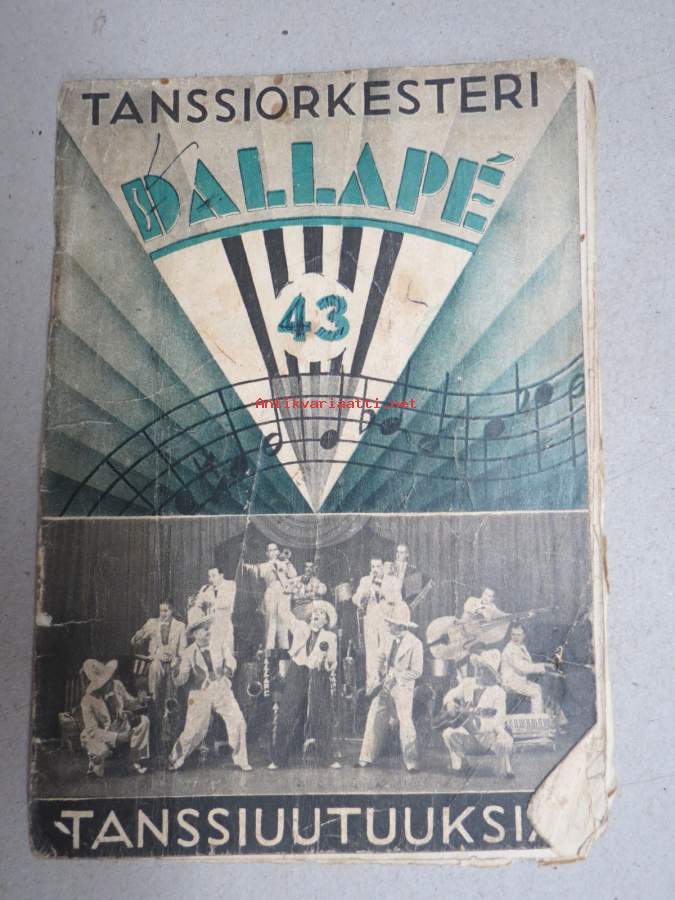 TANSSIORKESTERI
DALLAPÉ
43
Antikvariaatti.net
TANSSIUUTUUKSIA